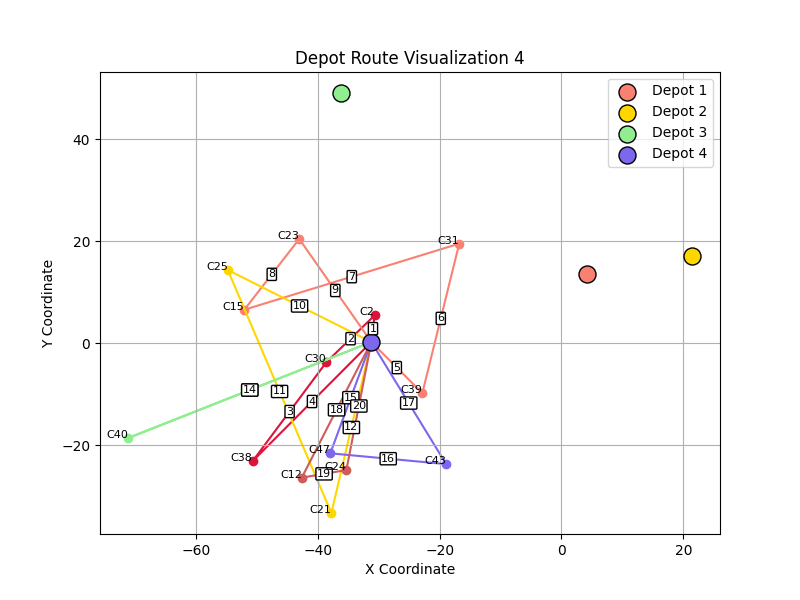 Depot Route Visualization 4
Depot 1
Depot 2
Depot 3
Depot 4
Y Coordinate
40
20
0
−20
−60
−40
−20
0
20
X Coordinate
C23
C31
C25
C15
C2
C30
C39
C40
C38
C47
C43
C24
C12
C21
8
7
9
10
1
6
2
5
14
11
4
15
17
3
18
20
12
16
19